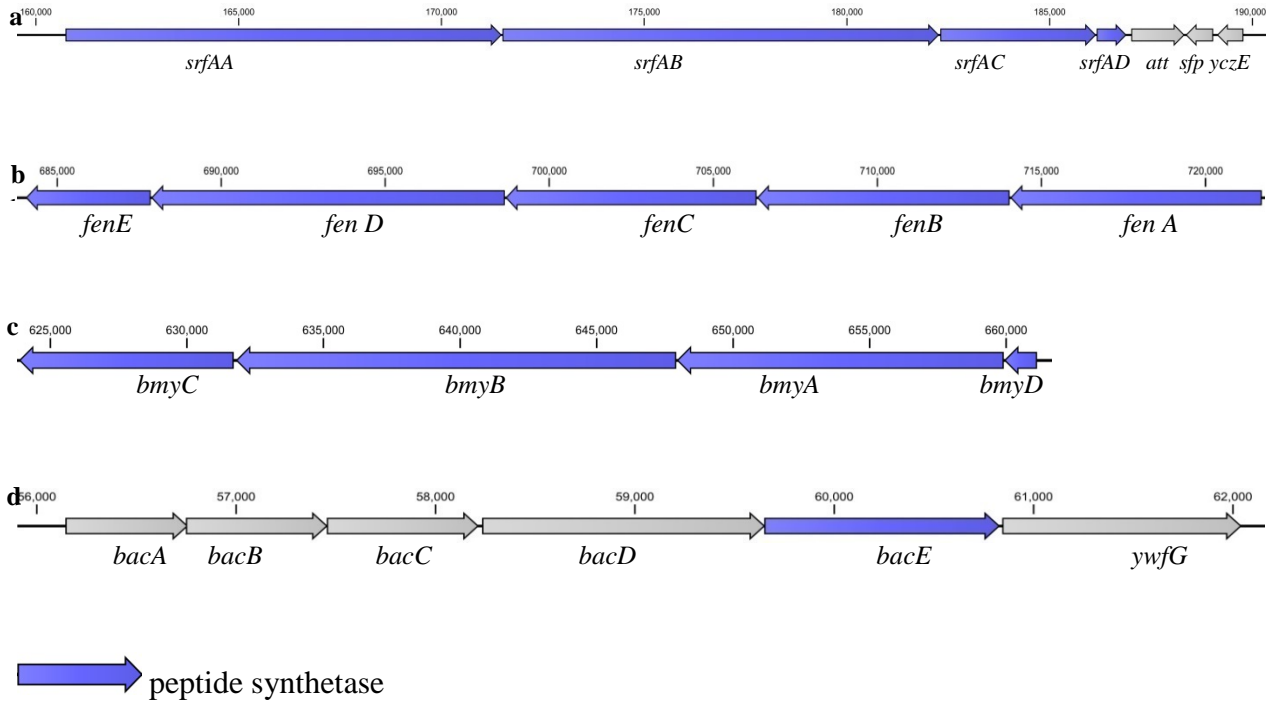 a 160,000 165,000 170,000 175,000 180,000 185,000 190,000
srfAA srfAB srfAC srfAD att sfp yczE
b 685,000 690,000 695,000 700,000 705,000 710,000 715,000 720,000
fenE fen D fenC fenB fen A
c 625,000 630,000 635,000 640,000 645,000 650,000 655,000 660,000
bmyC bmyB bmyA bmyD
d 56,000 57,000 58,000 59,000 60,000 61,000 62,000
bacA bacB bacC bacD bacE ywfG
peptide synthetase